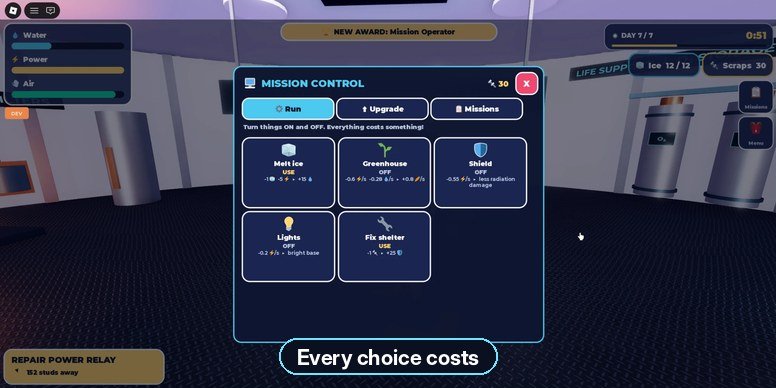 NEW AWARD: Mission Operator
Water
Power
Air
DEV
DAY 7 / 7
0:51
LIFE SUPP
Ice 12 / 12
Scraps 30
Missions
Menu
MISSION CONTROL
30
X
Run
Upgrade
Missions
Turn things ON and OFF. Everything costs something!
Melt ice
USE
-1 -5 • +15
Greenhouse
OFF
-0.6 /s -0.28 /s • +0.8 /s
Shield
OFF
-0.55 /s • less radiation
damage
Lights
OFF
-0.2 /s • bright base
Fix shelter
USE
-1 • +25
O₂
REPAIR POWER RELAY
152 studs away
Every choice costs